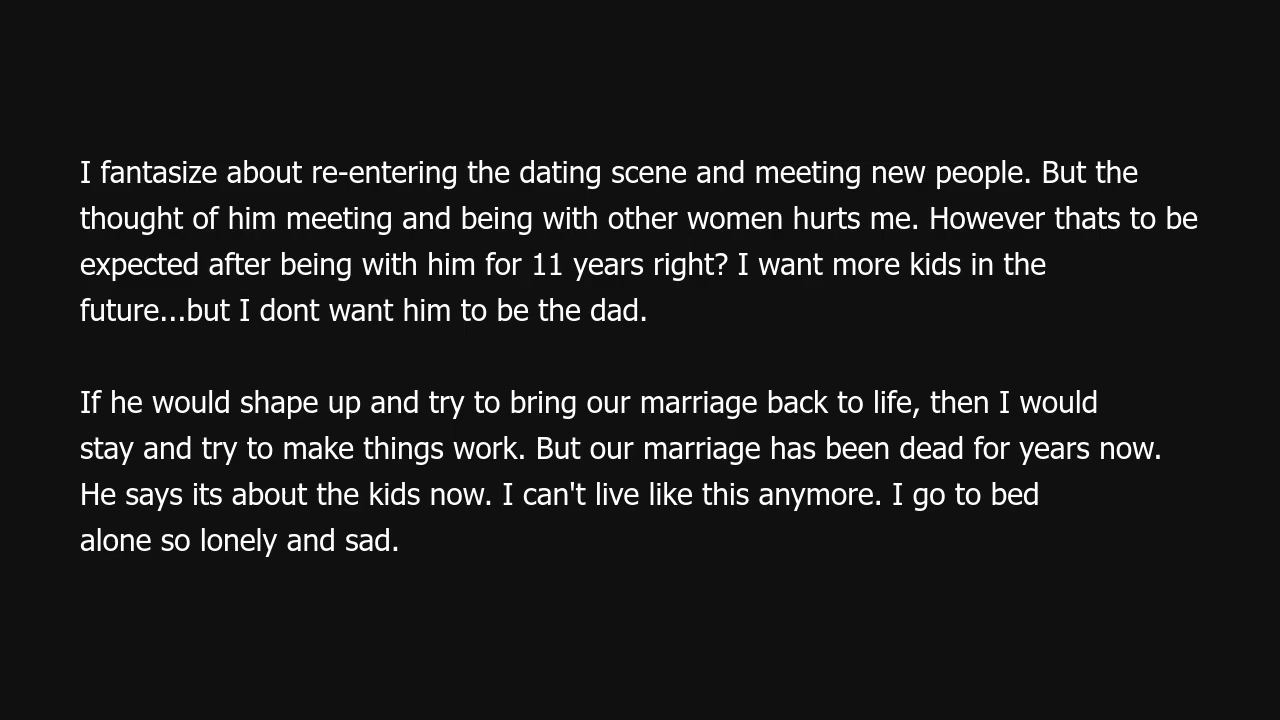 I fantasize about re-entering the dating scene and meeting new people. But the
thought of him meeting and being with other women hurts me. However thats to be
expected after being with him for 11 years right? I want more kids in the
future...but I dont want him to be the dad.
If he would shape up and try to bring our marriage back to life, then I would
stay and try to make things work. But our marriage has been dead for years now.
He says its about the kids now. I can't live like this anymore. I go to bed
alone so lonely and sad.